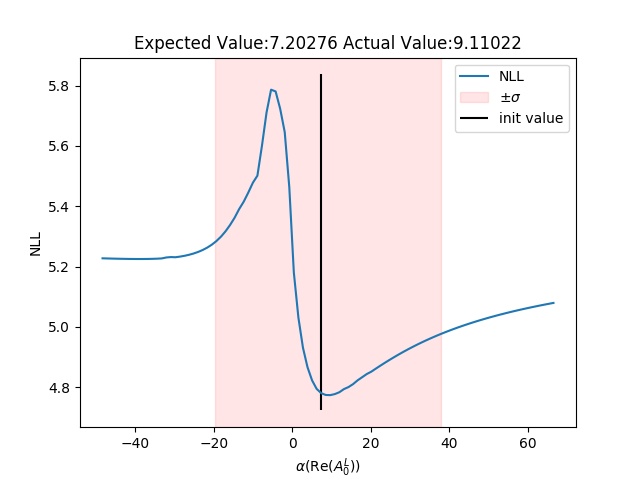 Expected Value:7.20276 Actual Value:9.11022
NLL
±σ
init value
5.8
5.6
5.4
5.2
5.0
4.8
NLL
−40 −20 0 20 40 60
α(Re(A₀ᴸ))